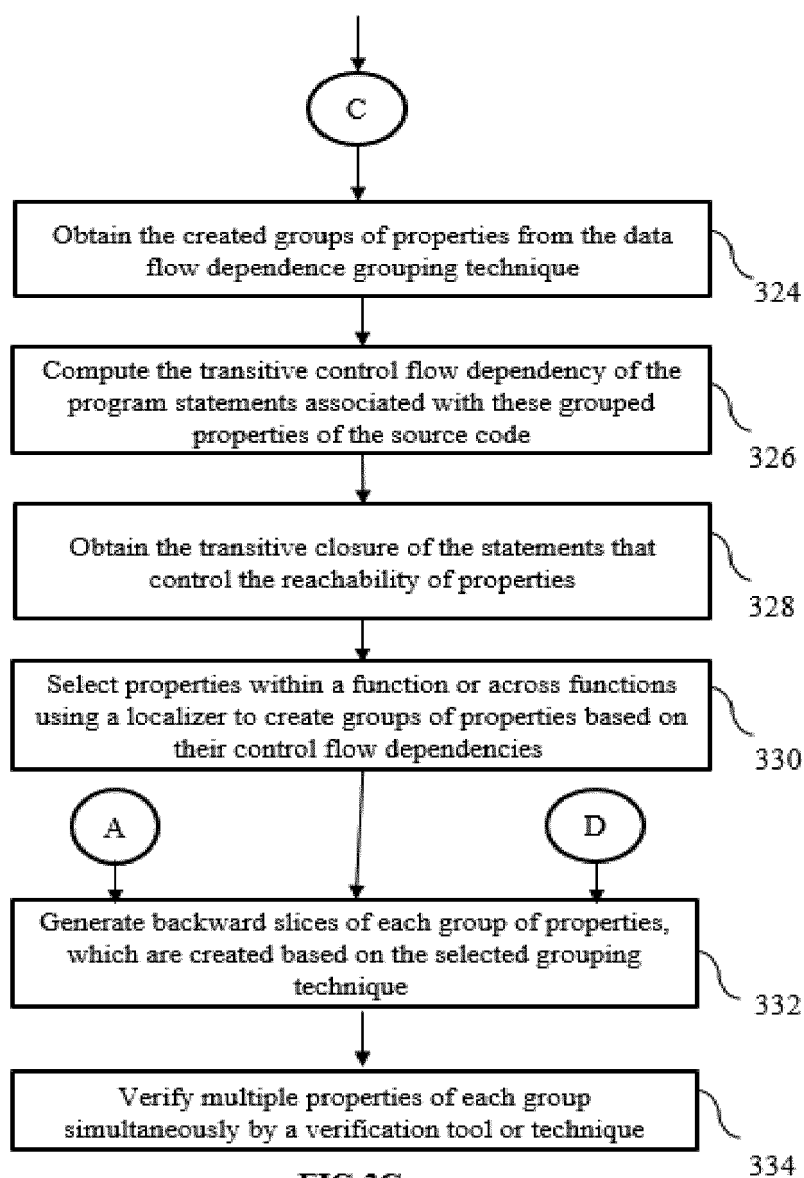 C
Obtain the created groups of properties from the data
flow dependence grouping technique
324
Compute the transitive control flow dependency of the
program statements associated with these grouped
properties of the source code
326
Obtain the transitive closure of the statements that
control the reachability of properties
328
Select properties within a function or across functions
using a localizer to create groups of properties based on
their control flow dependencies
330
A
D
Generate backward slices of each group of properties,
which are created based on the selected grouping
technique
332
Verify multiple properties of each group
simultaneously by a verification tool or technique
334